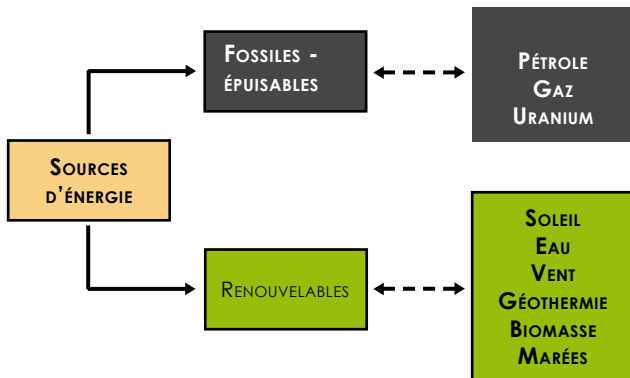 Fossiles -
épuisables
Pétrole
Gaz
Uranium
Sources
d'énergie
Renouvelables
Soleil
Eau
Vent
Géothermie
Biomasse
Marées